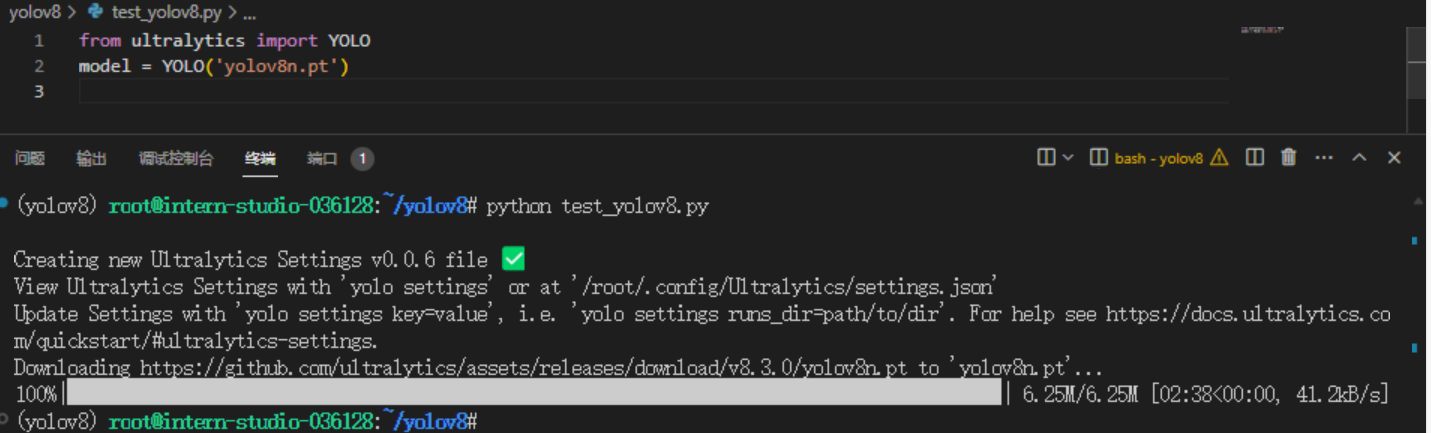 yolov8 > test_yolov8.py > ...
1 from ultralytics import YOLO
2 model = YOLO('yolov8n.pt')
3
问题 输出 调试控制台 终端 端口 1 bash - yolov8
(yolov8) root@intern-studio-036128:~/yolov8# python test_yolov8.py
Creating new Ultralytics Settings v0.0.6 file ✅
View Ultralytics Settings with 'yolo settings' or at '/root/.config/Ultralytics/settings.json'
Update Settings with 'yolo settings key=value', i.e. 'yolo settings runs_dir=path/to/dir'. For help see https://docs.ultralytics.co
m/quickstart/#ultralytics-settings.
Downloading https://github.com/ultralytics/assets/releases/download/v8.3.0/yolov8n.pt to 'yolov8n.pt'...
100%| | 6.25M/6.25M [02:38<00:00, 41.2kB/s]
(yolov8) root@intern-studio-036128:~/yolov8#